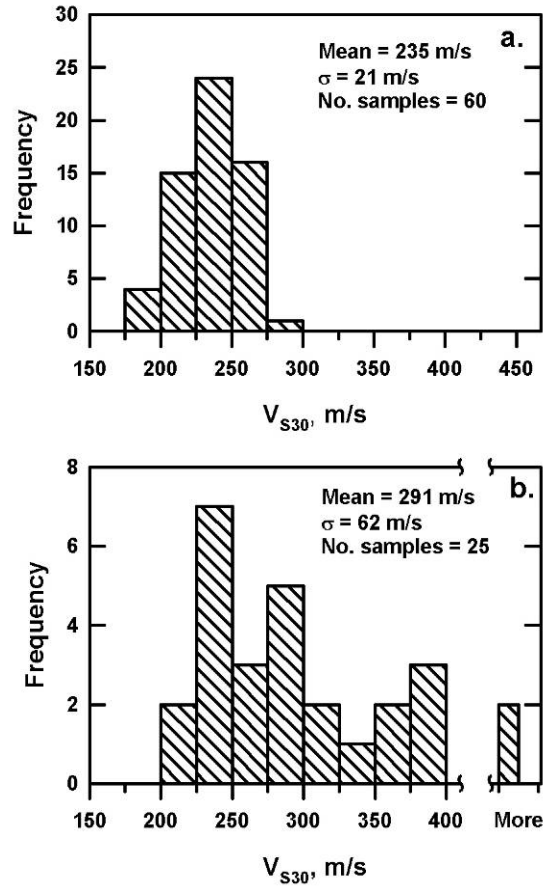 30
a.
Mean = 235 m/s
25
σ = 21 m/s
No. samples = 60
20
Frequency
15
10
5
0
150 200 250 300 350 400 450
V_S30, m/s
8
b.
Mean = 291 m/s
σ = 62 m/s
No. samples = 25
6
Frequency
4
2
0
150 200 250 300 350 400 More
V_S30, m/s